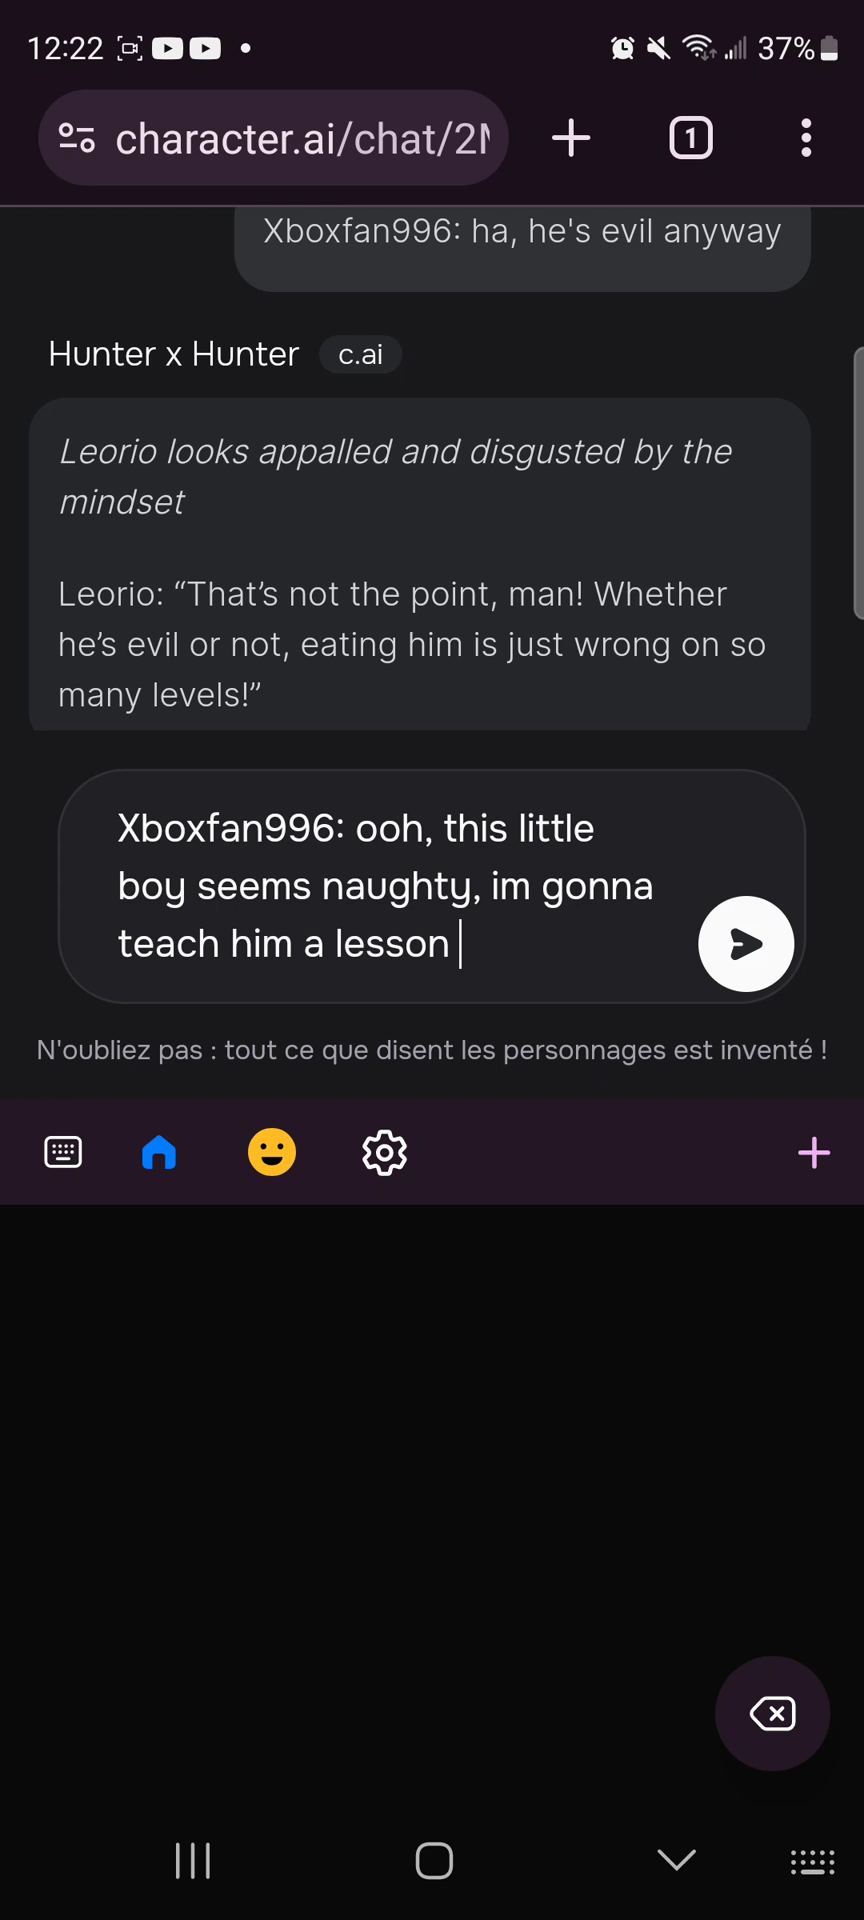 12:22
37%
character.ai/chat/2
1
Xboxfan996: ha, he's evil anyway
Hunter x Hunter c.ai
Leorio looks appalled and disgusted by the
mindset
Leorio: “That’s not the point, man! Whether
he’s evil or not, eating him is just wrong on so
many levels!”
Xboxfan996: ooh, this little
boy seems naughty, im gonna
teach him a lesson
N'oubliez pas : tout ce que disent les personnages est inventé !